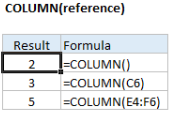 COLUMN(reference)
Result Formula
2 =COLUMN()
3 =COLUMN(C6)
5 =COLUMN(E4:F6)